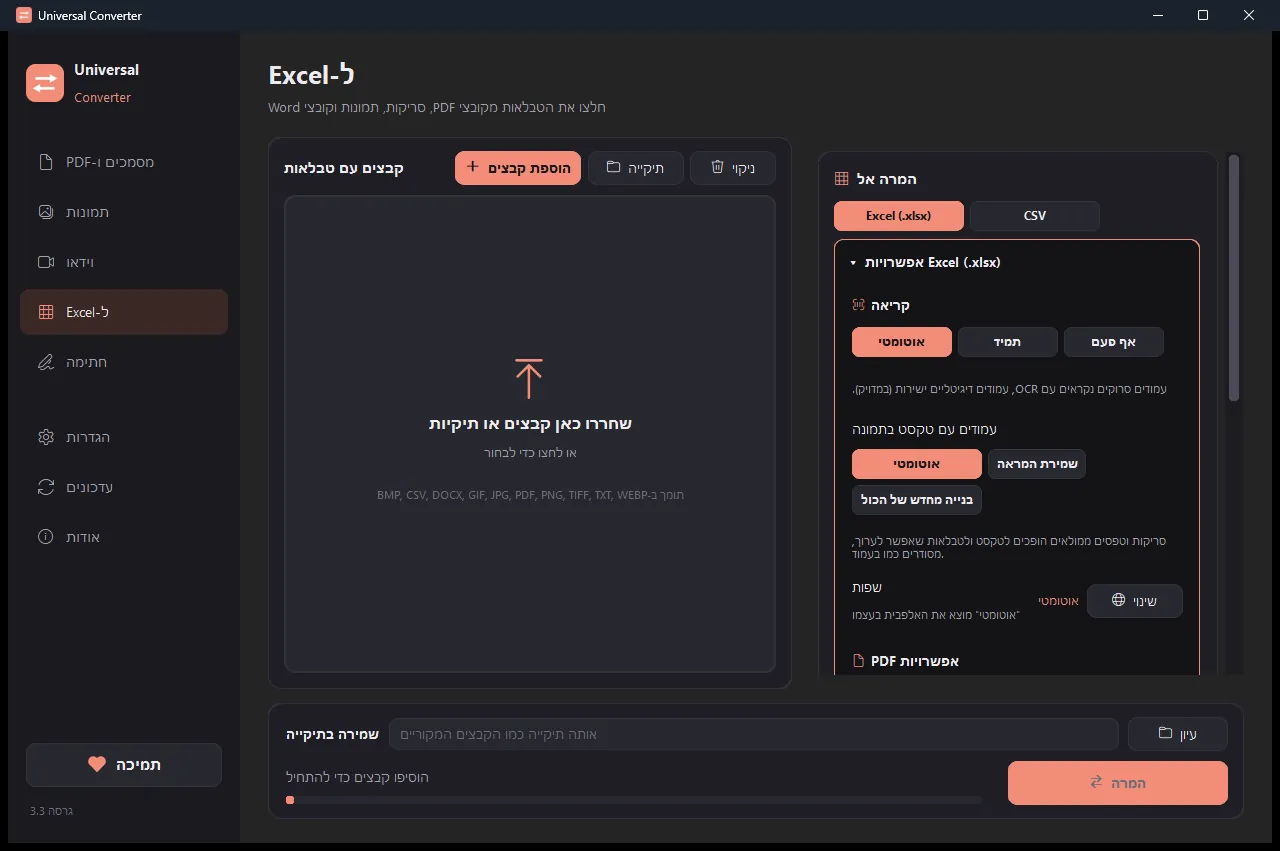 Universal Converter
Universal
Converter
מסמכים ו-PDF
תמונות
וידאו
ל-Excel
חתימה
הגדרות
עדכונים
אודות
תמיכה
גרסה 3.3
ל-Excel
חלצו את הטבלאות מקובצי PDF, סריקות, תמונות וקובצי Word
קבצים עם טבלאות
הוספת קבצים
תיקייה
ניקוי
שחררו כאן קבצים או תיקיות
או לחצו כדי לבחור
תומך ב-BMP, CSV, DOCX, GIF, JPG, PDF, PNG, TIFF, TXT, WEBP
המרה אל
Excel (.xlsx)
CSV
אפשרויות Excel (.xlsx)
קריאה
אוטומטי
תמיד
אף פעם
עמודים סרוקים נקראים עם OCR, עמודים דיגיטליים ישירות (במדויק).
עמודים עם טקסט בתמונה
אוטומטי
שמירת המראה
בנייה מחדש של הכול
סריקות וטפסים ממולאים הופכים לטקסט ולטבלאות שאפשר לערוך,
מסודרים כמו בעמוד.
שפות
"אוטומטי" מוצא את האלפבית בעצמו
אוטומטי
שינוי
אפשרויות PDF
שמירה בתיקייה
אותה תיקייה כמו הקבצים המקוריים
עיון
הוסיפו קבצים כדי להתחיל
המרה